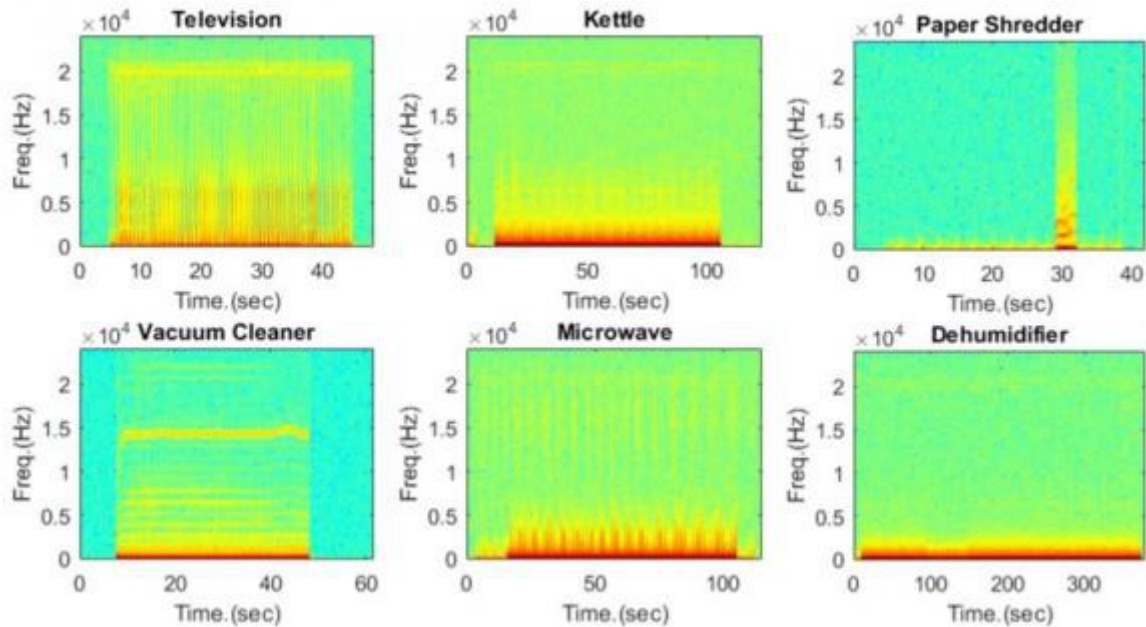 Television
×10⁴
2
1.5
1
0.5
0
Freq.(Hz)
0 10 20 30 40
Time.(sec)
Kettle
×10⁴
2
1.5
1
0.5
0
Freq.(Hz)
0 50 100
Time.(sec)
Paper Shredder
×10⁴
2
1.5
1
0.5
0
Freq.(Hz)
0 10 20 30 40
Time.(sec)
Vacuum Cleaner
×10⁴
2
1.5
1
0.5
0
Freq.(Hz)
0 20 40 60
Time.(sec)
Microwave
×10⁴
2
1.5
1
0.5
0
Freq.(Hz)
0 50 100
Time.(sec)
Dehumidifier
×10⁴
2
1.5
1
0.5
0
Freq.(Hz)
0 100 200 300
Time.(sec)